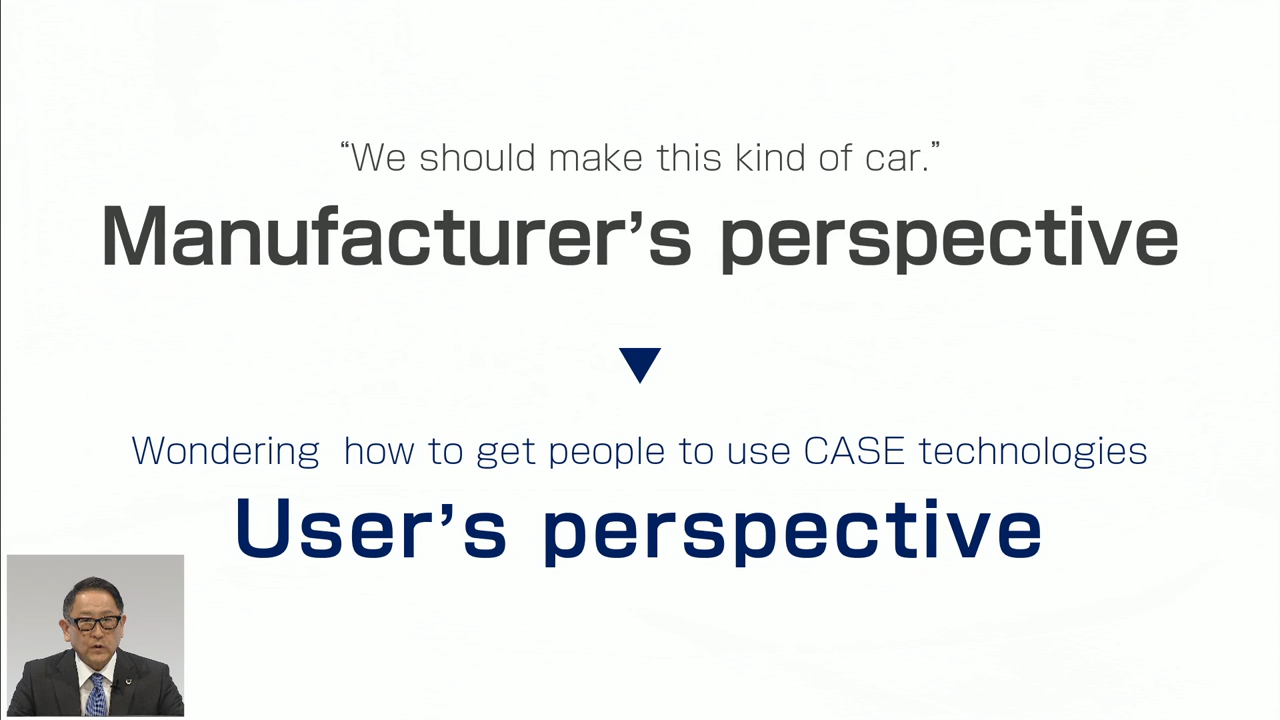 “We should make this kind of car.”
Manufacturer’s perspective
Wondering  how to get people to use CASE technologies
User’s perspective